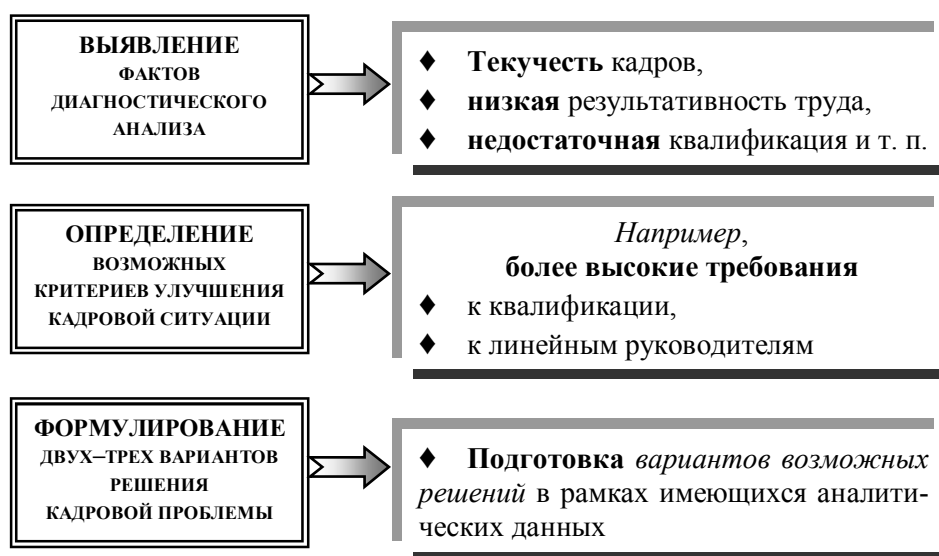 ВЫЯВЛЕНИЕ
ФАКТОВ
ДИАГНОСТИЧЕСКОГО
АНАЛИЗА
♦ Текучесть кадров,
♦ низкая результативность труда,
♦ недостаточная квалификация и т. п.
ОПРЕДЕЛЕНИЕ
ВОЗМОЖНЫХ
КРИТЕРИЕВ УЛУЧШЕНИЯ
КАДРОВОЙ СИТУАЦИИ
Например,
более высокие требования
♦ к квалификации,
♦ к линейным руководителям
ФОРМУЛИРОВАНИЕ
ДВУХ–ТРЕХ ВАРИАНТОВ
РЕШЕНИЯ
КАДРОВОЙ ПРОБЛЕМЫ
♦ Подготовка вариантов возможных
решений в рамках имеющихся аналити-
ческих данных